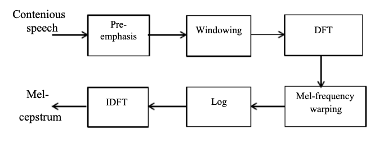 Contenious
speech
Pre-
emphasis
Windowing
DFT
Mel-
cepstrum
IDFT
Log
Mel-frequency
warping